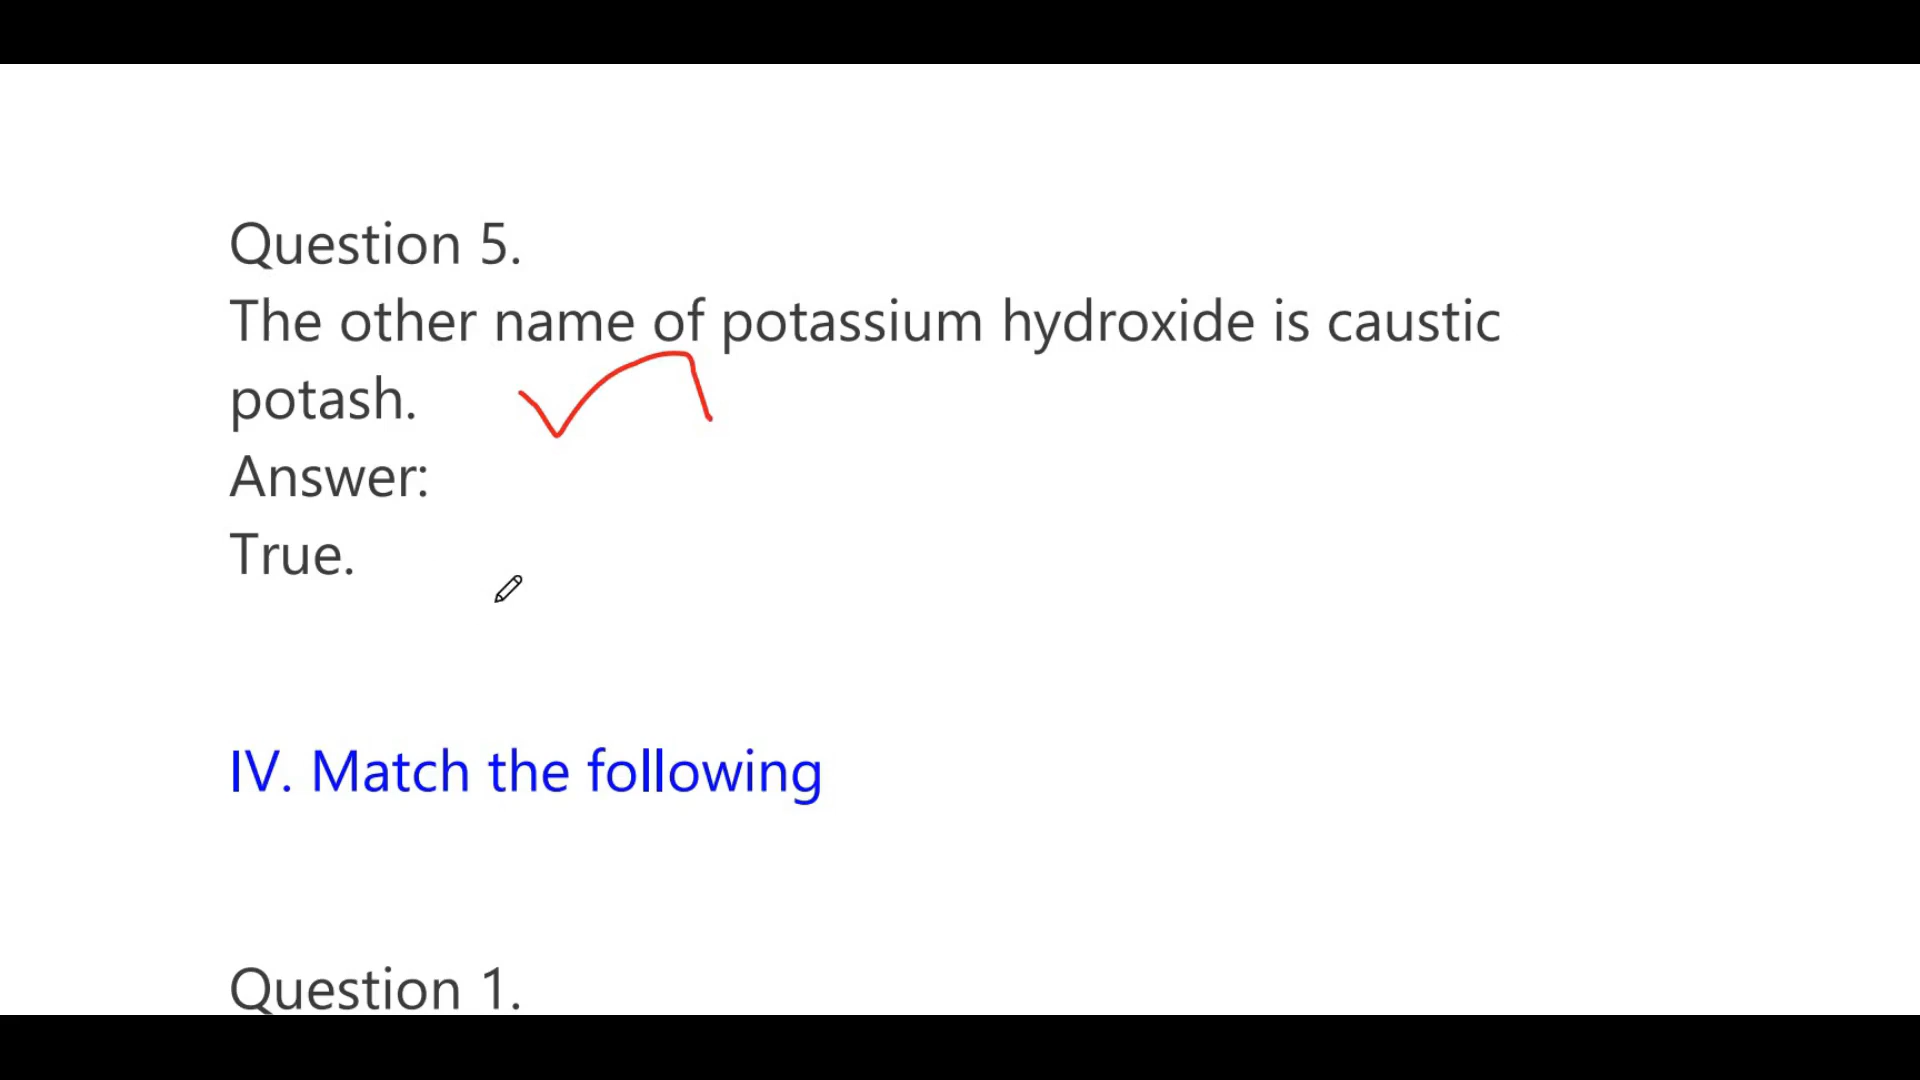 Question 5.
The other name of potassium hydroxide is caustic
potash.
Answer:
True.
IV. Match the following
Question 1.